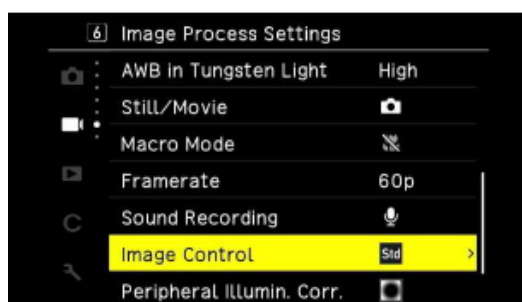 6 Image Process Settings
AWB in Tungsten Light High
Still/Movie
Macro Mode
Framerate 60p
C Sound Recording
Image Control Std >
Peripheral Illumin. Corr.